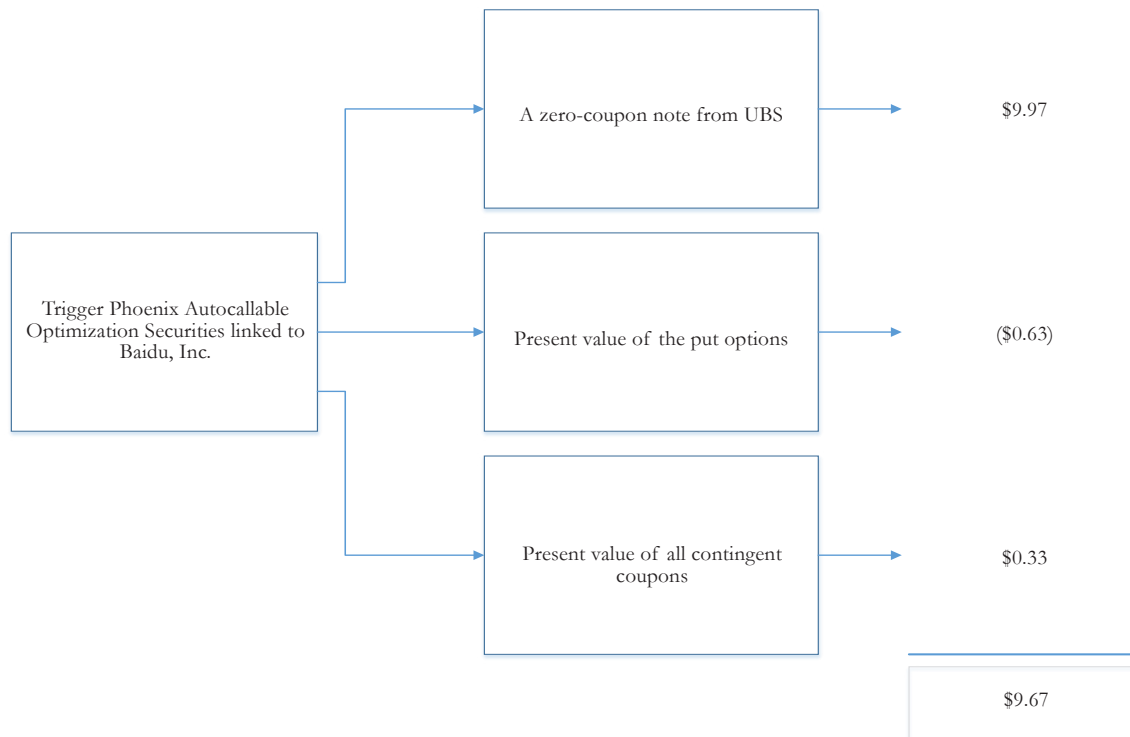 A zero-coupon note from UBS
$9.97
Trigger Phoenix Autocallable
Optimization Securities linked to
Baidu, Inc.
Present value of the put options
($0.63)
Present value of all contingent
coupons
$0.33
$9.67